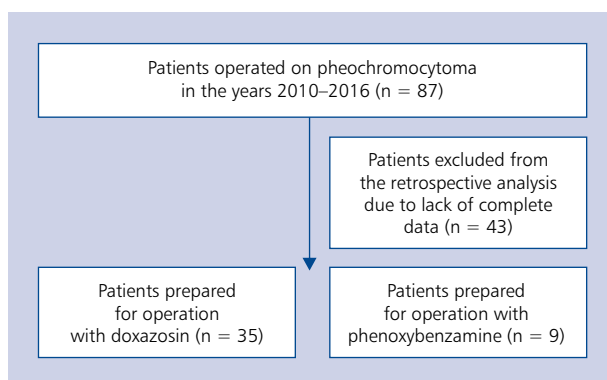 Patients operated on pheochromocytoma
in the years 2010–2016 (n = 87)
Patients excluded from
the retrospective analysis
due to lack of complete
data (n = 43)
Patients prepared
for operation
with doxazosin (n = 35)
Patients prepared
for operation with
phenoxybenzamine (n = 9)